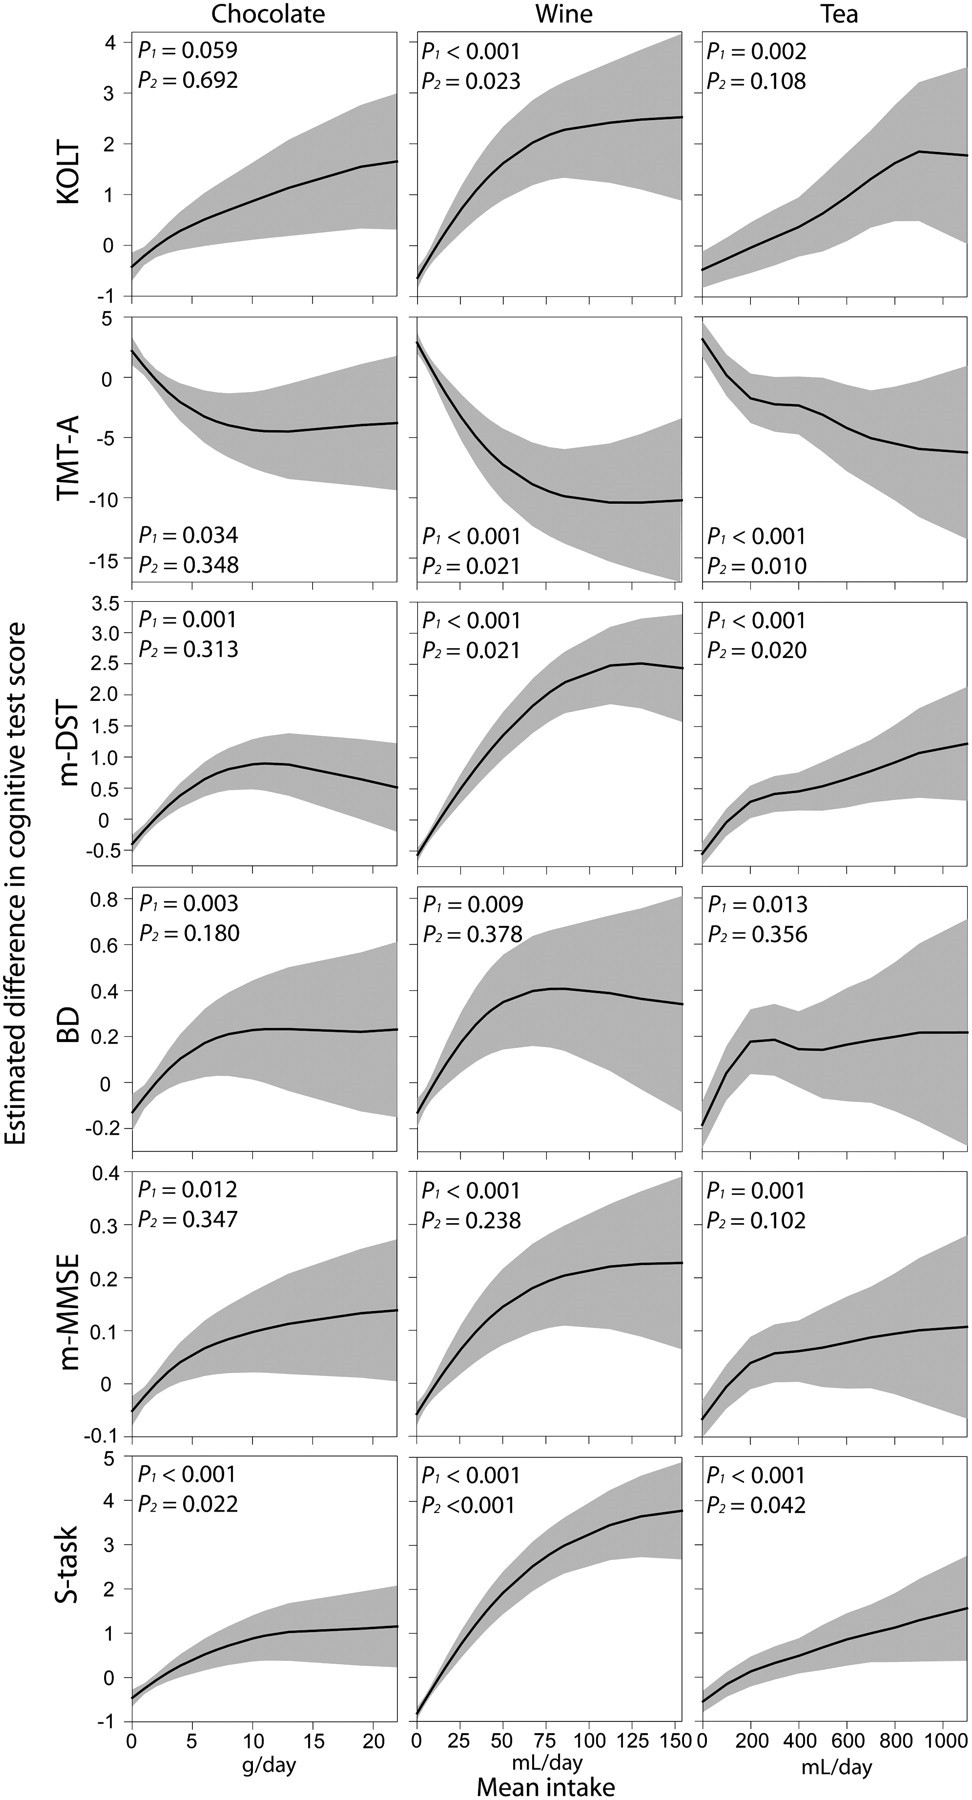 Chocolate Wine Tea
Estimated difference in cognitive test score
KOLT
4
3
2
1
0
-1
P1 = 0.059
P2 = 0.692
P1 < 0.001
P2 = 0.023
P1 = 0.002
P2 = 0.108
TMT-A
5
0
-5
-10
-15
P1 = 0.034
P2 = 0.348
P1 < 0.001
P2 = 0.021
P1 < 0.001
P2 = 0.010
m-DST
3.5
3.0
2.5
2.0
1.5
1.0
0.5
0
-0.5
P1 = 0.001
P2 = 0.313
P1 < 0.001
P2 = 0.021
P1 < 0.001
P2 = 0.020
BD
0.8
0.6
0.4
0.2
0
-0.2
P1 = 0.003
P2 = 0.180
P1 = 0.009
P2 = 0.378
P1 = 0.013
P2 = 0.356
m-MMSE
0.4
0.3
0.2
0.1
0
-0.1
P1 = 0.012
P2 = 0.347
P1 < 0.001
P2 = 0.238
P1 = 0.001
P2 = 0.102
S-task
5
4
3
2
1
0
-1
P1 < 0.001
P2 = 0.022
P1 < 0.001
P2 <0.001
P1 < 0.001
P2 = 0.042
0 5 10 15 20
0 25 50 75 100 125 150
0 200 400 600 800 1000
g/day mL/day mL/day
Mean intake